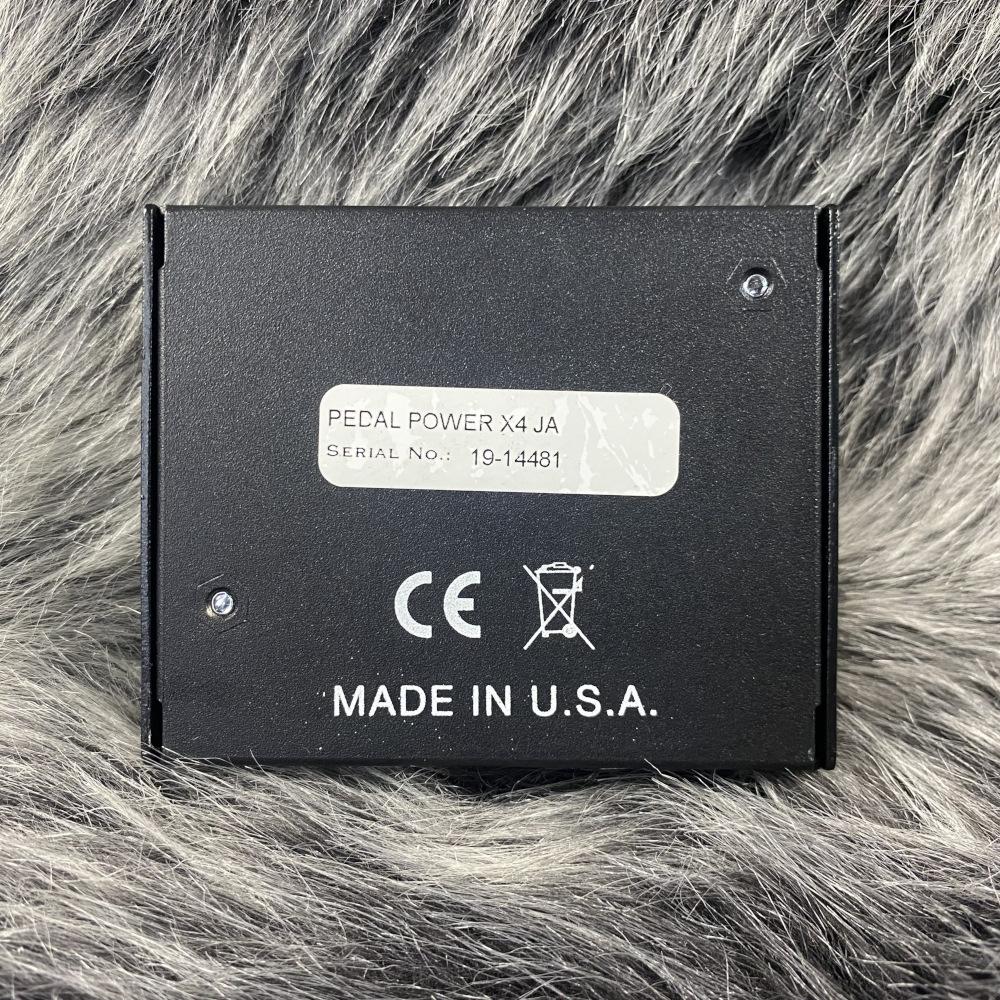 PEDAL POWER X4 JA
SERIAL NO.: 19-14481
CE
MADE IN U.S.A.